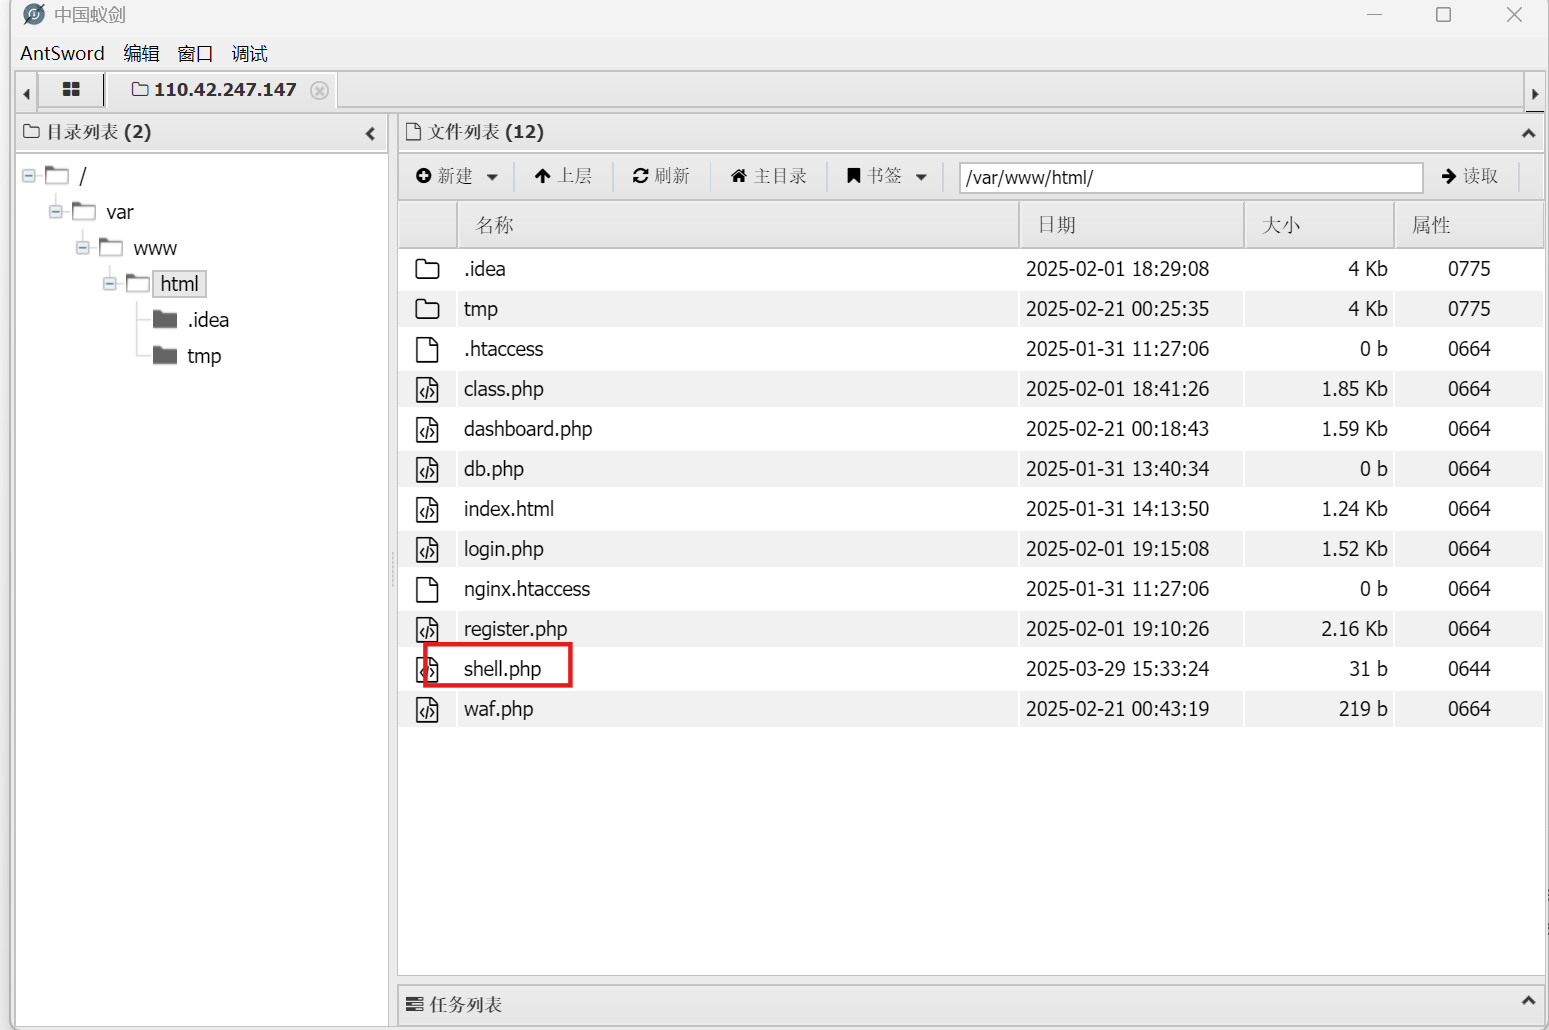 中国蚁剑
AntSword 编辑 窗口 调试
110.42.247.147
目录列表 (2)
文件列表 (12)
新建 上层 刷新 主目录 书签 /var/www/html/ 读取
/
var
www
html
.idea
tmp
名称 日期 大小 属性
.idea 2025-02-01 18:29:08 4 Kb 0775
tmp 2025-02-21 00:25:35 4 Kb 0775
.htaccess 2025-01-31 11:27:06 0 b 0664
class.php 2025-02-01 18:41:26 1.85 Kb 0664
dashboard.php 2025-02-21 00:18:43 1.59 Kb 0664
db.php 2025-01-31 13:40:34 0 b 0664
index.html 2025-01-31 14:13:50 1.24 Kb 0664
login.php 2025-02-01 19:15:08 1.52 Kb 0664
nginx.htaccess 2025-01-31 11:27:06 0 b 0664
register.php 2025-02-01 19:10:26 2.16 Kb 0664
shell.php 2025-03-29 15:33:24 31 b 0644
waf.php 2025-02-21 00:43:19 219 b 0664
任务列表